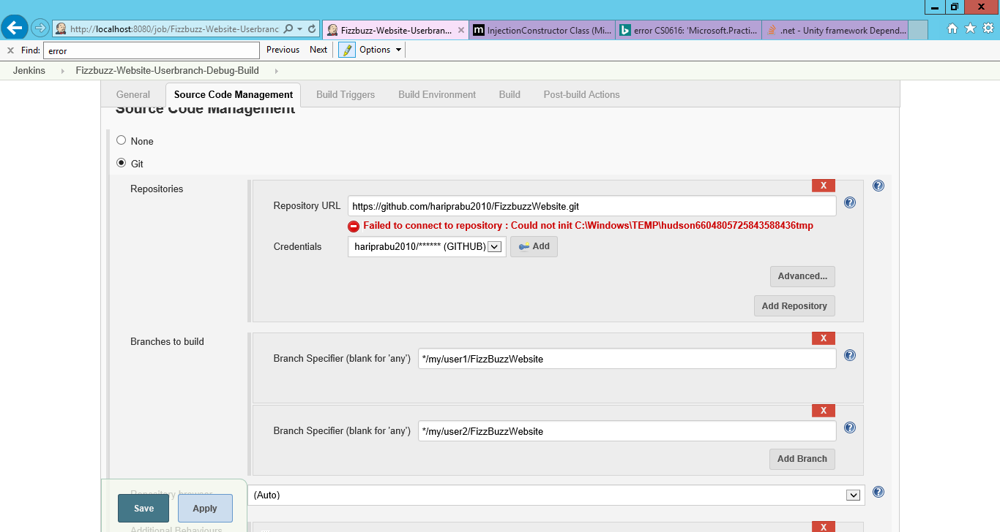 X
http://localhost:8080/job/Fizzbuzz-Website-Userbranc
Fizzbuzz-Website-Userbran... ×
m InjectionConstructor Class (Mi...
error CS0616: 'Microsoft.Practi...
.net - Unity framework Depend...
x Find: error Previous Next Options
Jenkins Fizzbuzz-Website-Userbranch-Debug-Build
General Source Code Management Build Triggers Build Environment Build Post-build Actions
Source Code Management
None
Git
Repositories
X
?
Repository URL https://github.com/hariprabu2010/FizzbuzzWebsite.git ?
Failed to connect to repository : Could not init C:\Windows\TEMP\hudson6604805725843588436tmp
Credentials hariprabu2010/****** (GITHUB) Add
Advanced...
Add Repository
Branches to build
X
Branch Specifier (blank for 'any') */my/user1/FizzBuzzWebsite ?
X
Branch Specifier (blank for 'any') */my/user2/FizzBuzzWebsite ?
Add Branch
Repository browser (Auto) ?
Save Apply
Additional Behaviours
X